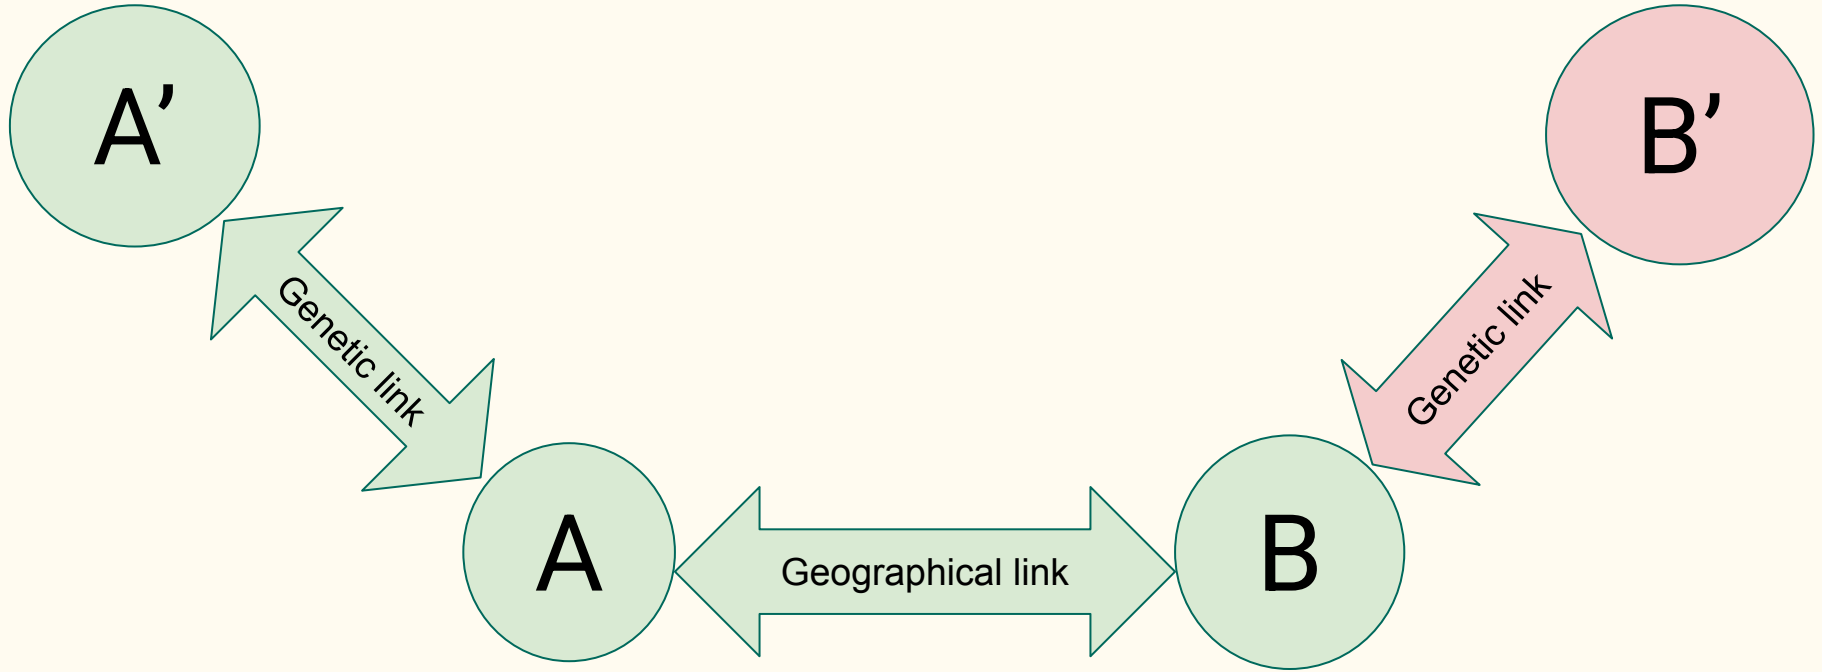 A’
B’
Genetic link
Genetic link
A
Geographical link
B